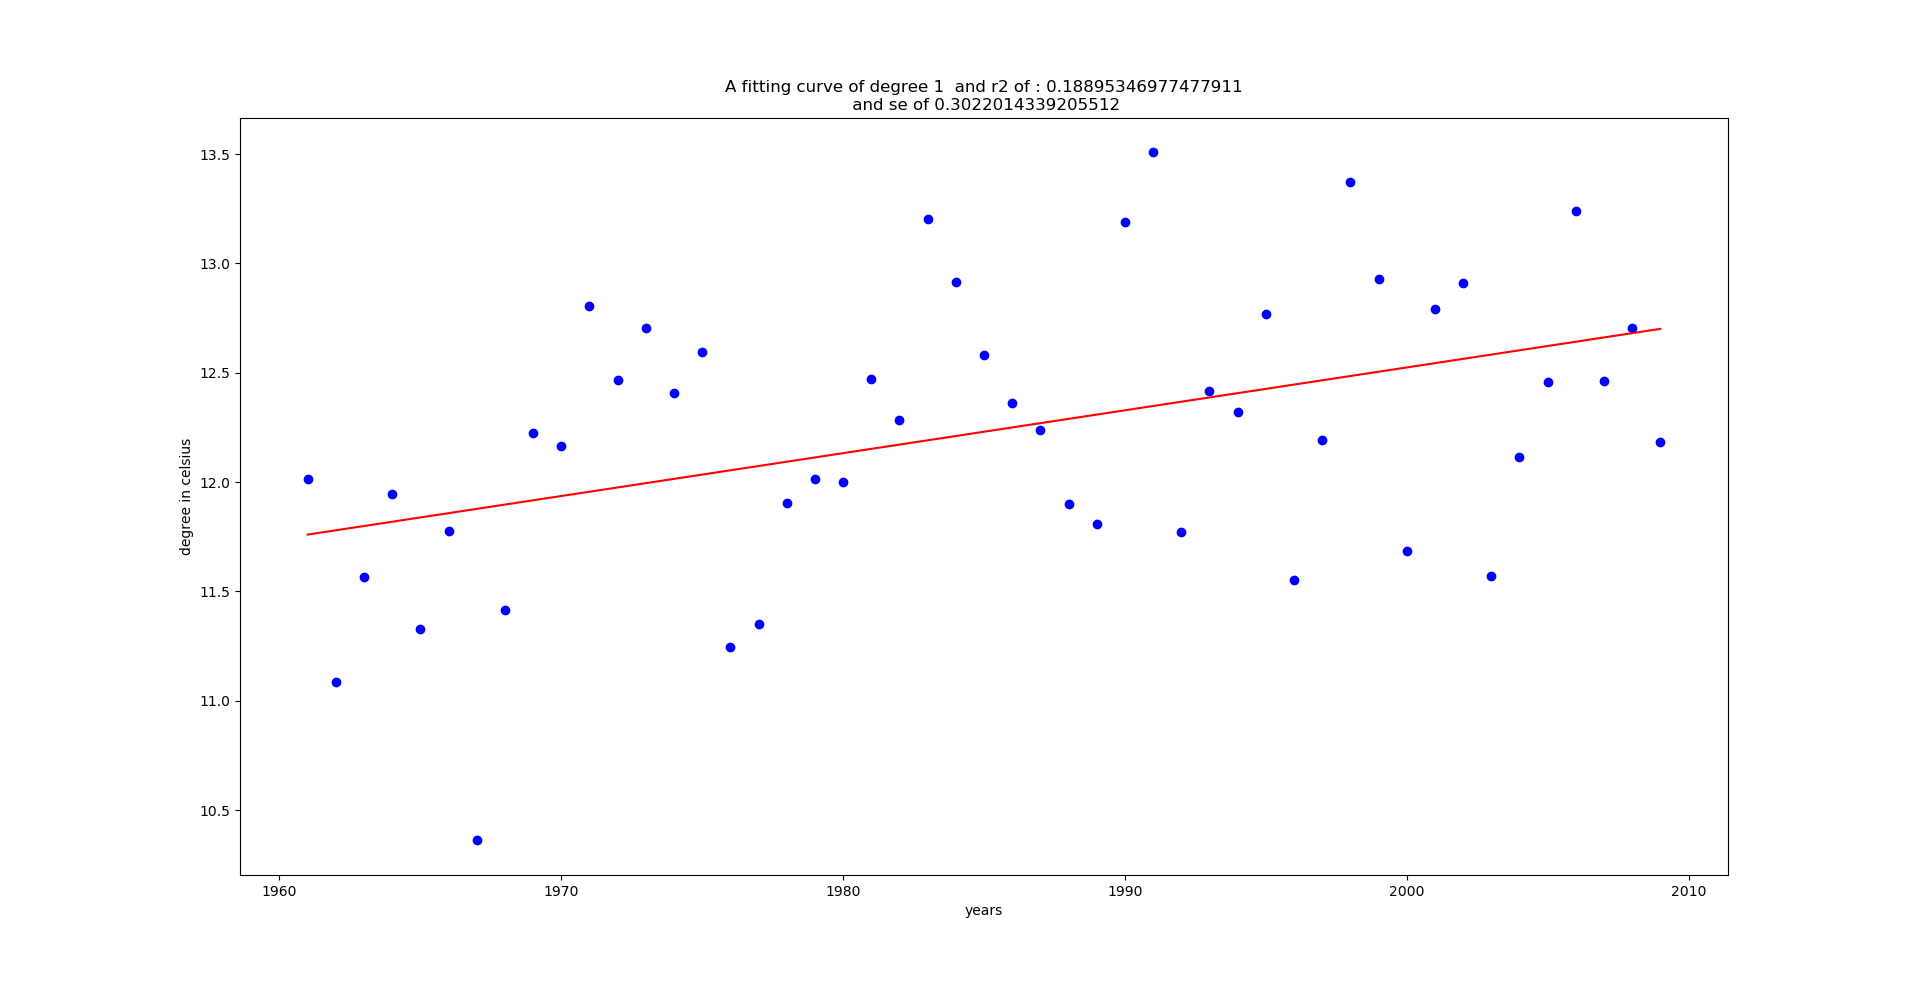 A fitting curve of degree 1  and r2 of : 0.18895346977477911
and se of 0.3022014339205512
13.5
13.0
12.5
12.0
11.5
11.0
10.5
degree in celsius
1960 1970 1980 1990 2000 2010
years